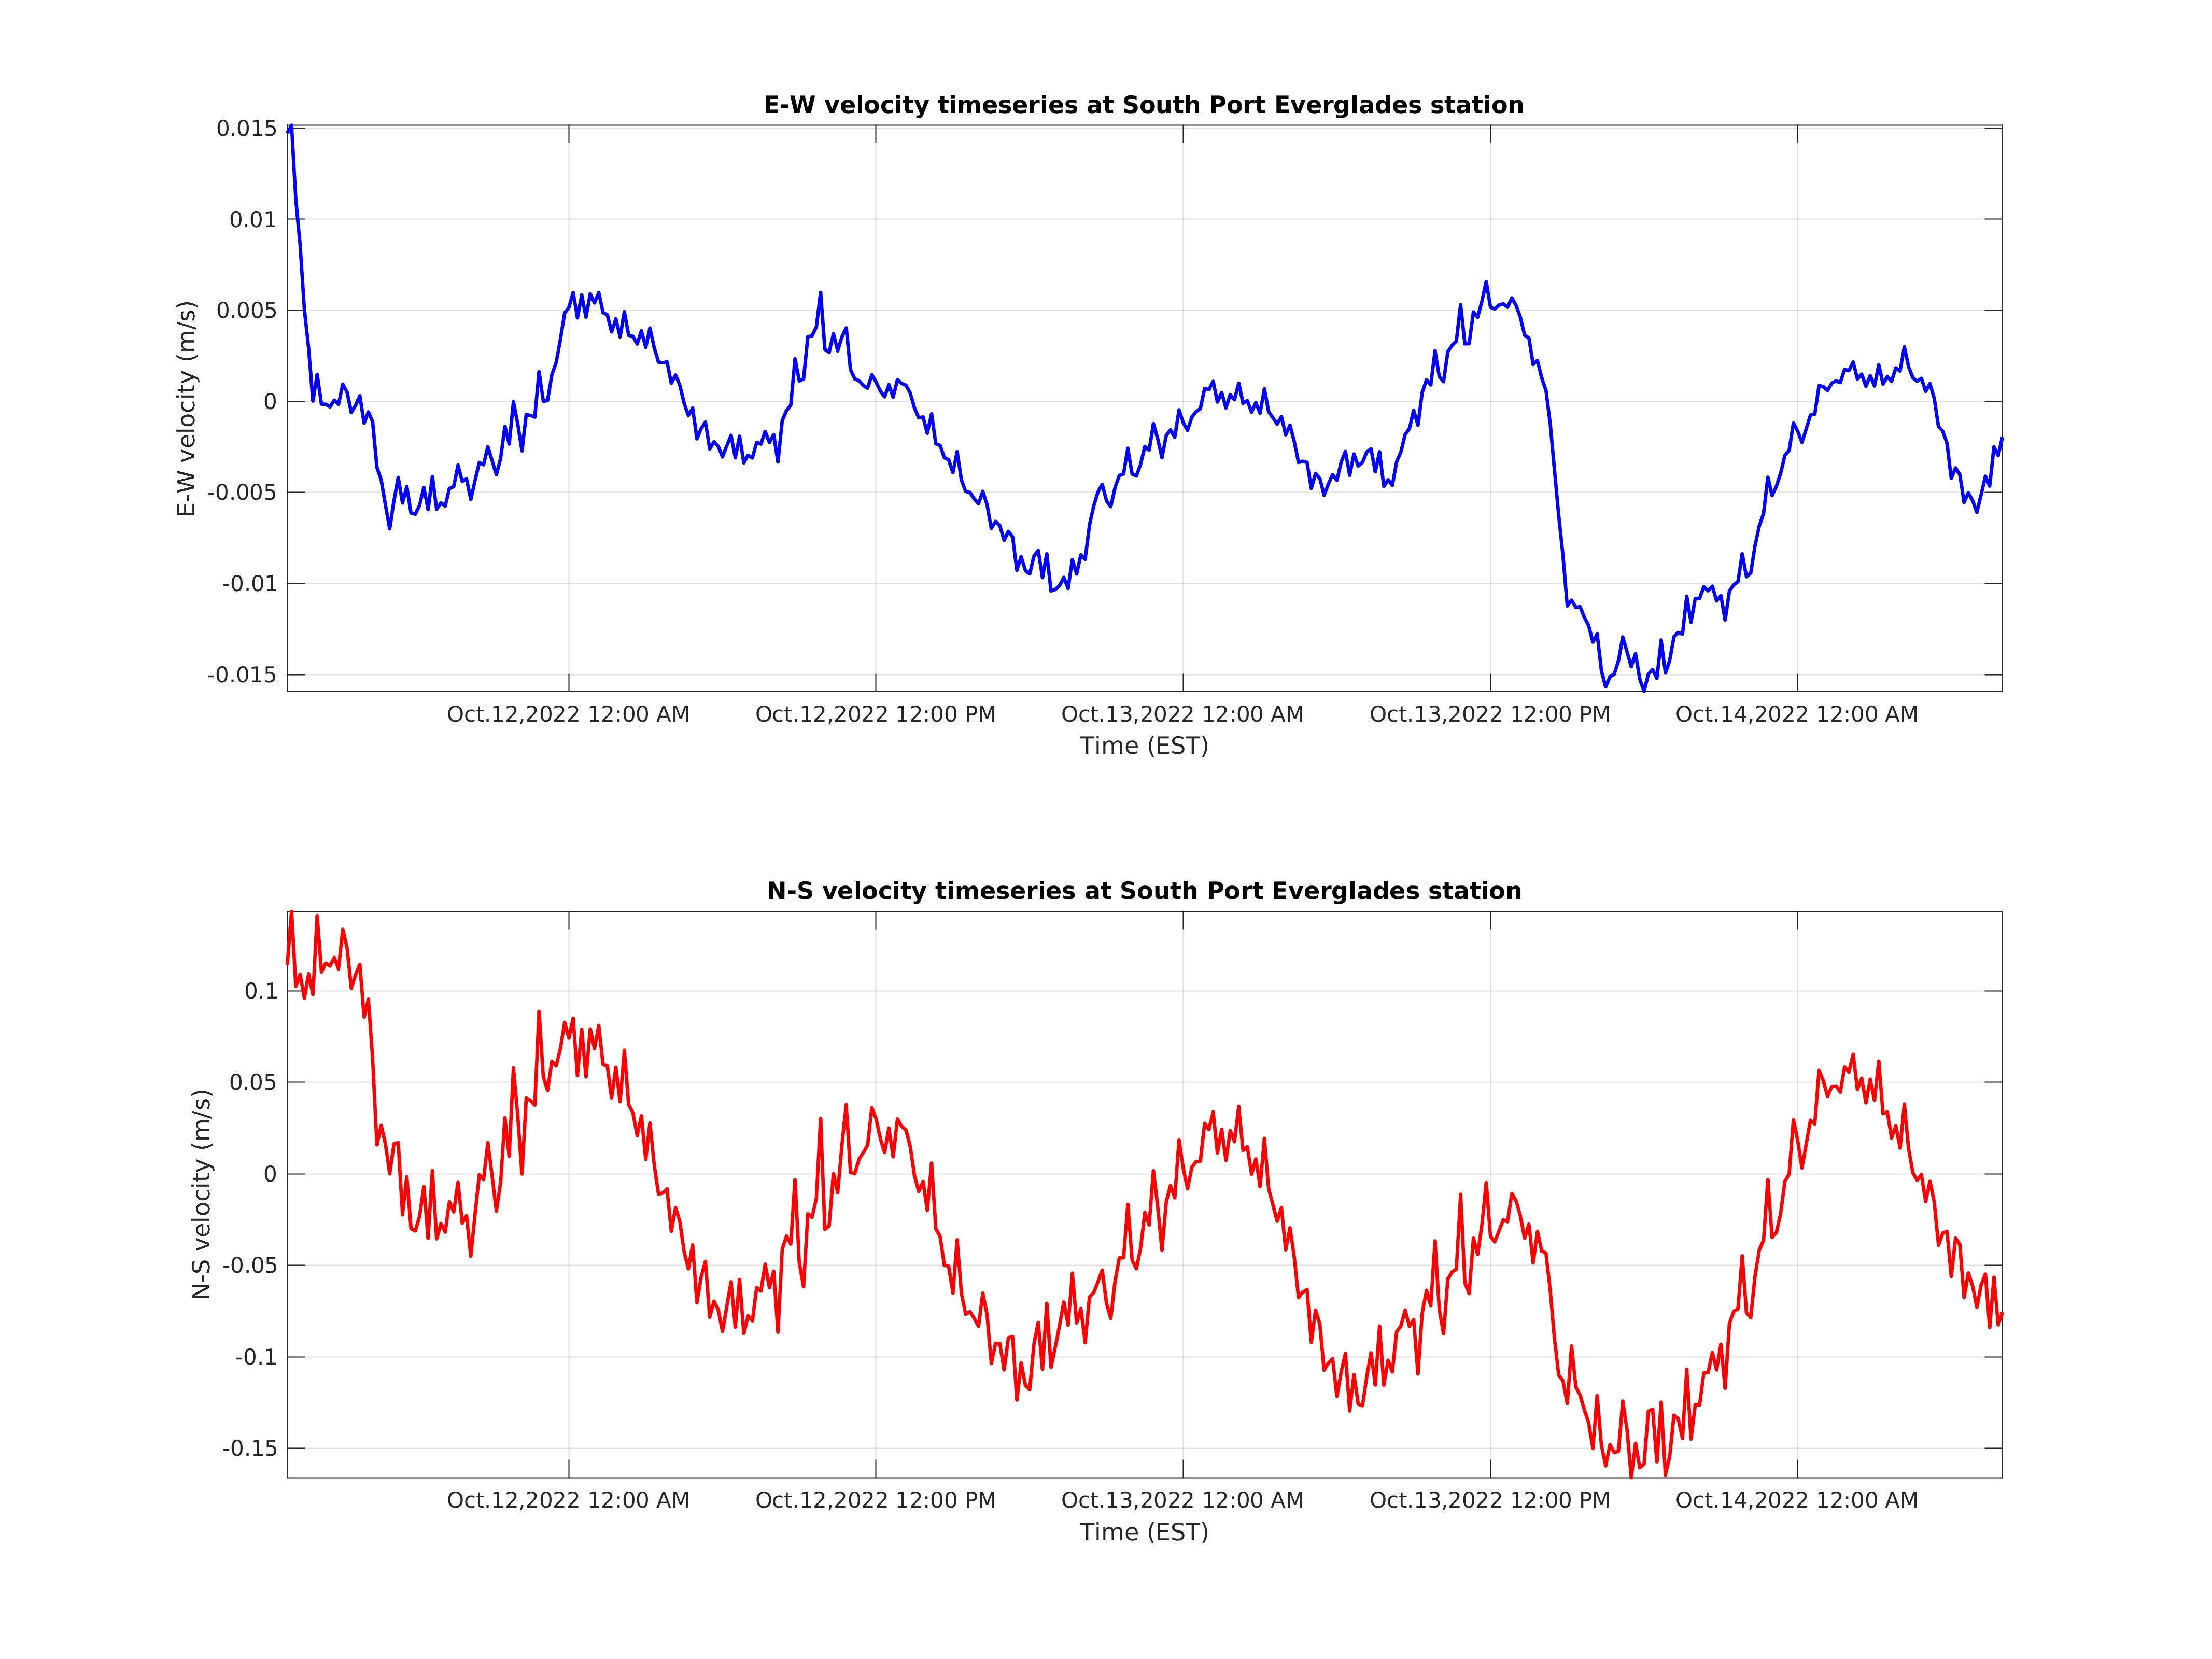 E-W velocity timeseries at South Port Everglades station
0.015
0.01
0.005
0
-0.005
-0.01
-0.015
E-W velocity (m/s)
Oct.12,2022 12:00 AM Oct.12,2022 12:00 PM Oct.13,2022 12:00 AM Oct.13,2022 12:00 PM Oct.14,2022 12:00 AM
Time (EST)
N-S velocity timeseries at South Port Everglades station
0.1
0.05
0
-0.05
-0.1
-0.15
N-S velocity (m/s)
Oct.12,2022 12:00 AM Oct.12,2022 12:00 PM Oct.13,2022 12:00 AM Oct.13,2022 12:00 PM Oct.14,2022 12:00 AM
Time (EST)